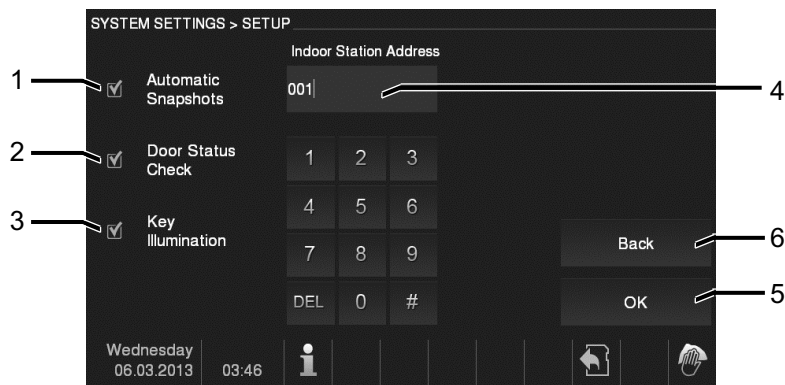 SYSTEM SETTINGS > SETUP
Indoor Station Address
1
Automatic
Snapshots
001
4
2
Door Status
Check
1 2 3
3
Key
Illumination
4 5 6
7 8 9
Back
6
DEL 0 #
OK
5
Wednesday
06.03.2013
03:46
i